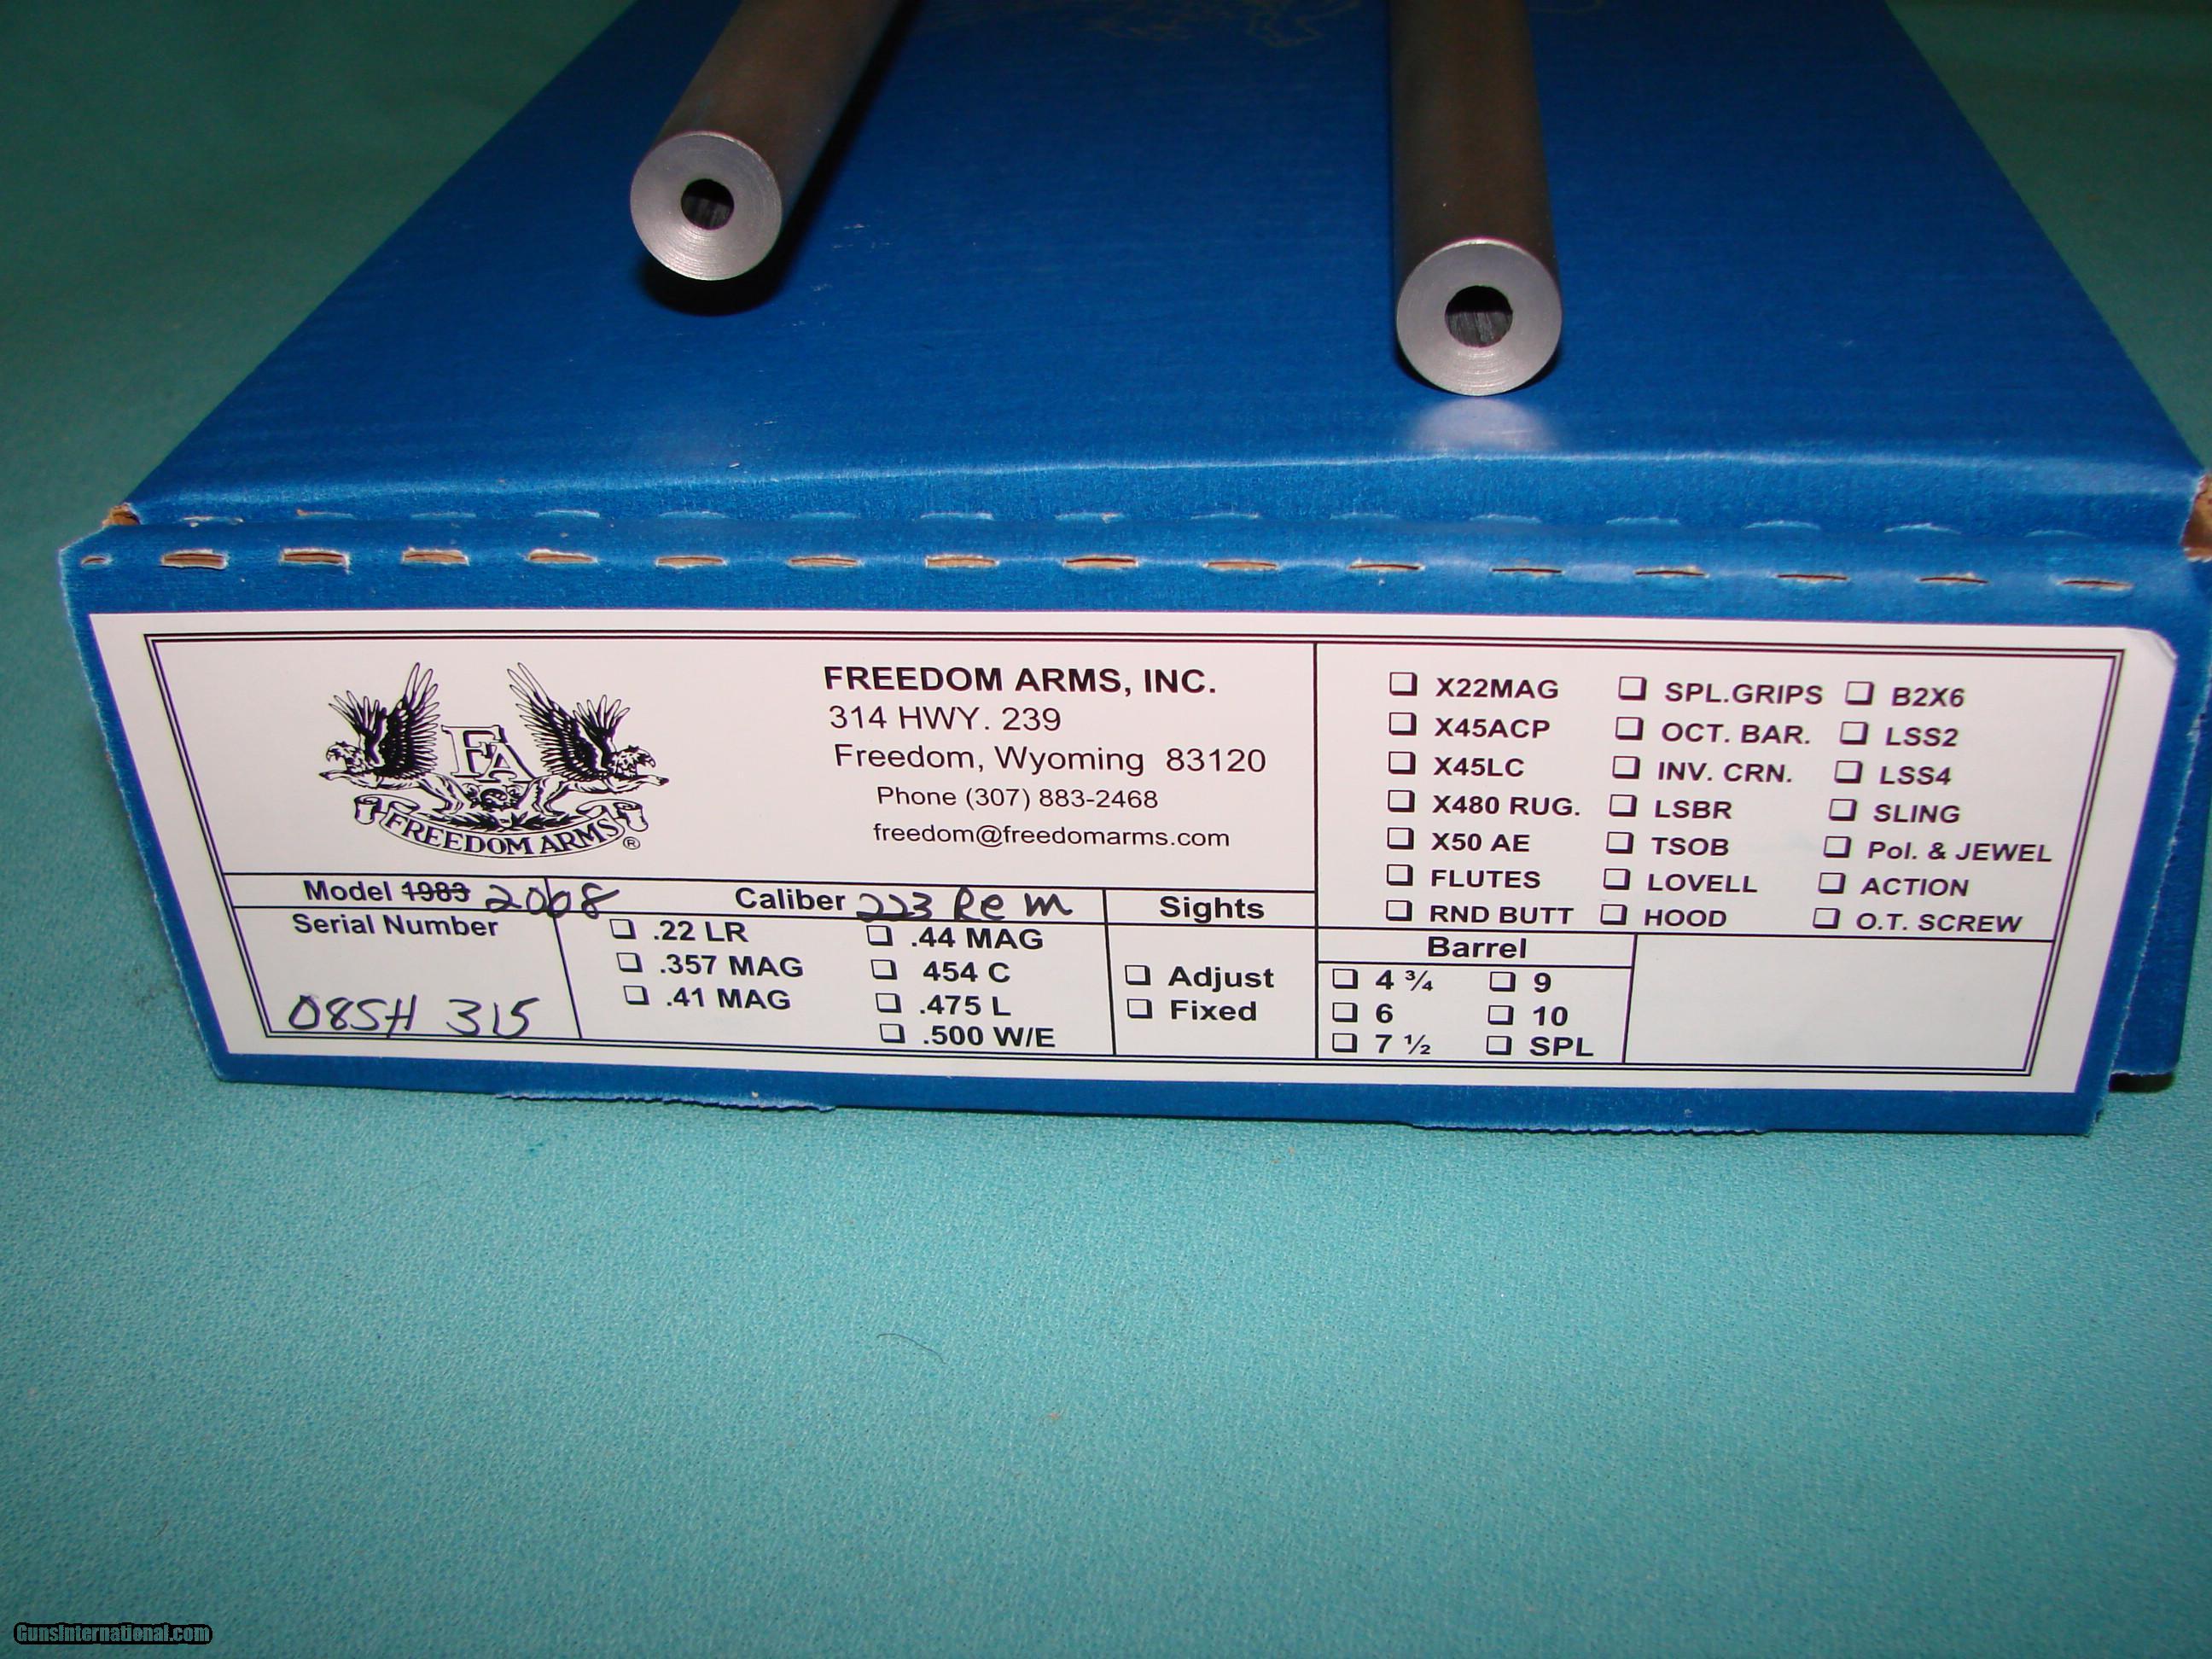 FREEDOM ARMS, INC.
314 HWY. 239
Freedom, Wyoming 83120
Phone (307) 883-2468
freedom@freedomarms.com
FA
FREEDOM ARMS ®
❏ X22MAG ❏ SPL.GRIPS ❏ B2X6
❏ X45ACP ❏ OCT. BAR. ❏ LSS2
❏ X45LC ❏ INV. CRN. ❏ LSS4
❏ X480 RUG. ❏ LSBR ❏ SLING
❏ X50 AE ❏ TSOB ❏ Pol. & JEWEL
❏ FLUTES ❏ LOVELL ❏ ACTION
❏ RND BUTT ❏ HOOD ❏ O.T. SCREW
Model 1983 2008 Caliber 223 Rem Sights
Serial Number
08SH 315
❏ .22 LR ❏ .44 MAG
❏ .357 MAG ❏ 454 C
❏ .41 MAG ❏ .475 L
❏ .500 W/E
❏ Adjust
❏ Fixed
Barrel
❏ 4 ¾ ❏ 9
❏ 6 ❏ 10
❏ 7 ½ ❏ SPL
GunsInternational.com